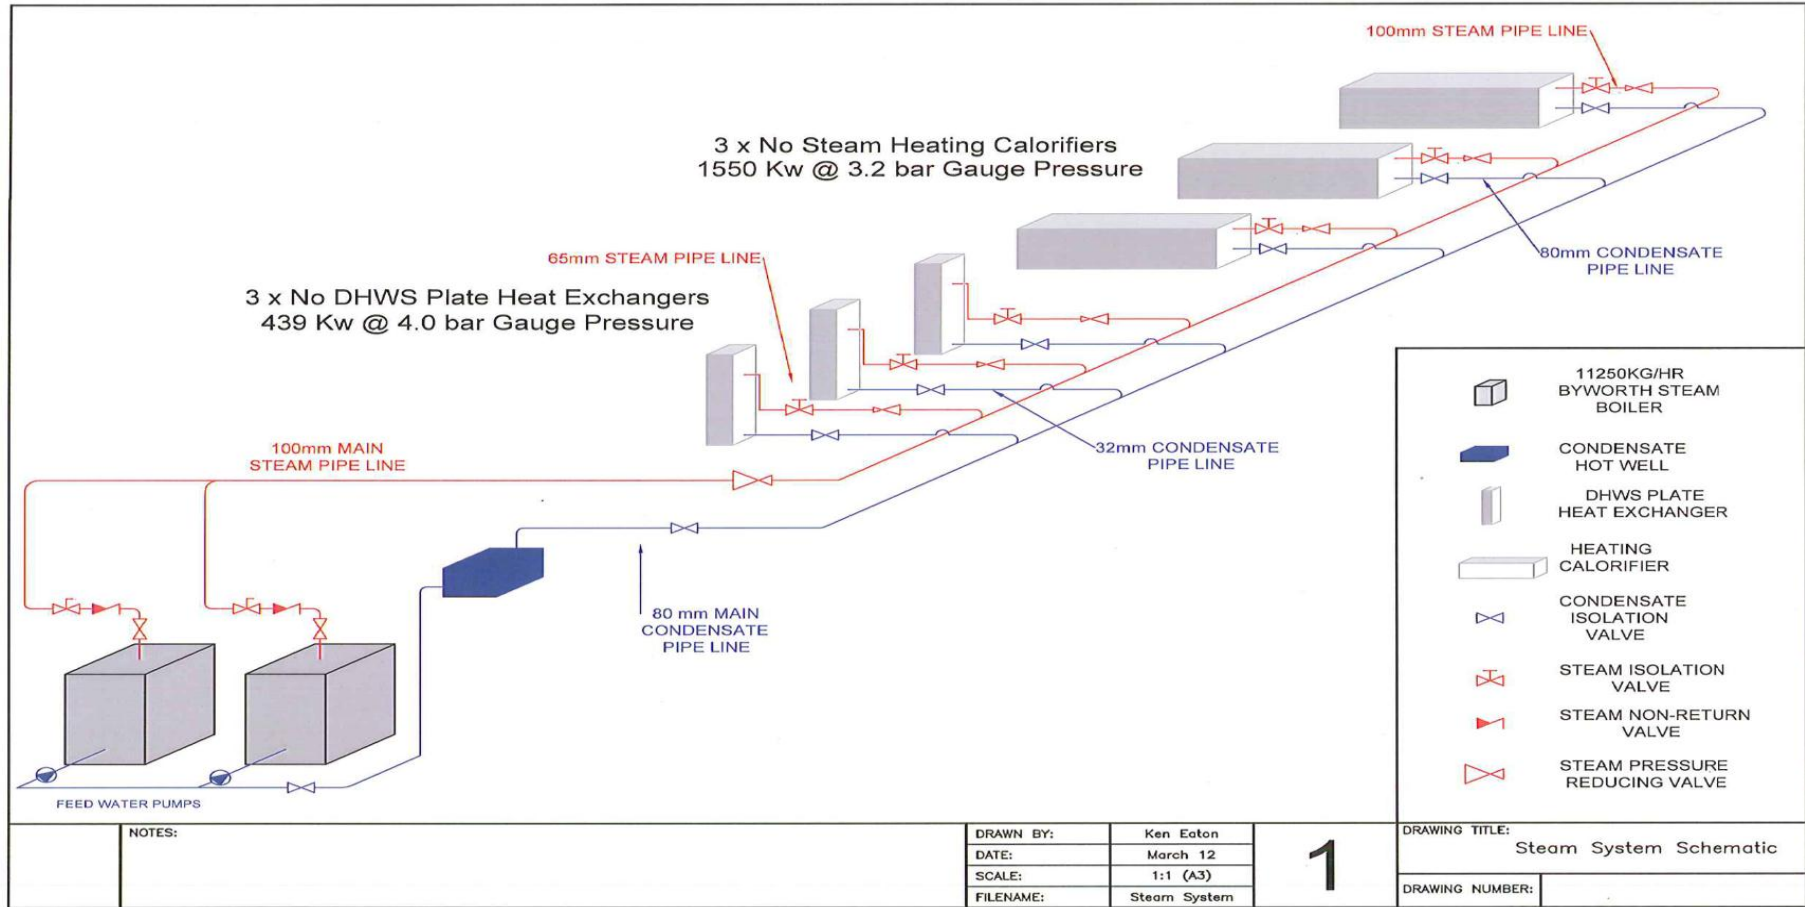 100mm STEAM PIPE LINE
3 x No Steam Heating Calorifiers
1550 Kw @ 3.2 bar Gauge Pressure
65mm STEAM PIPE LINE
80mm CONDENSATE
PIPE LINE
3 x No DHWS Plate Heat Exchangers
439 Kw @ 4.0 bar Gauge Pressure
100mm MAIN
STEAM PIPE LINE
32mm CONDENSATE
PIPE LINE
80 mm MAIN
CONDENSATE
PIPE LINE
FEED WATER PUMPS
11250KG/HR
BYWORTH STEAM
BOILER
CONDENSATE
HOT WELL
DHWS PLATE
HEAT EXCHANGER
HEATING
CALORIFIER
CONDENSATE
ISOLATION
VALVE
STEAM ISOLATION
VALVE
STEAM NON-RETURN
VALVE
STEAM PRESSURE
REDUCING VALVE
NOTES:
DRAWN BY: Ken Eaton
DATE: March 12
SCALE: 1:1 (A3)
FILENAME: Steam System
1
DRAWING TITLE:
Steam System Schematic
DRAWING NUMBER: